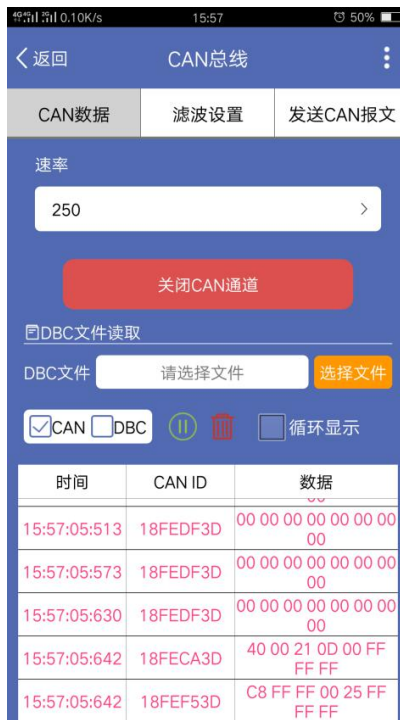 4G 4G 2G 0.10K/s 15:57 50%
返回 CAN总线
CAN数据 滤波设置 发送CAN报文
速率
250
关闭CAN通道
DBC文件读取
DBC文件 请选择文件 选择文件
CAN DBC 循环显示
时间 CAN ID 数据
15:57:05:513 18FEDF3D 00 00 00 00 00 00 00
00
15:57:05:573 18FEDF3D 00 00 00 00 00 00 00
00
15:57:05:630 18FEDF3D 00 00 00 00 00 00 00
00
15:57:05:642 18FECA3D 40 00 21 0D 00 FF
FF FF
15:57:05:642 18FEF53D C8 FF FF 00 25 FF
FF FF